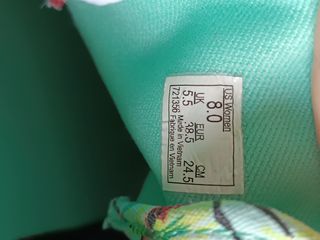 US Women
8.0
UK EUR CM
5.5 38.5 24.5
Made in Vietnam
721356 Fabriqué en Vietnam